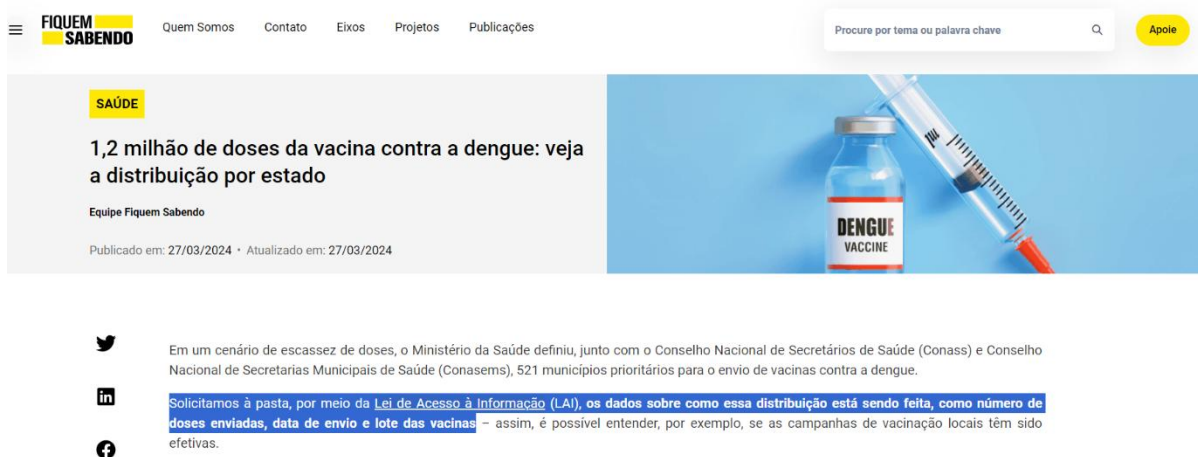 FIQUEM
SABENDO
Quem Somos
Contato
Eixos
Projetos
Publicações
Procure por tema ou palavra chave
Apoie
SAÚDE
1,2 milhão de doses da vacina contra a dengue: veja
a distribuição por estado
Equipe Fiquem Sabendo
Publicado em: 27/03/2024 • Atualizado em: 27/03/2024
DENGUE
VACCINE
Em um cenário de escassez de doses, o Ministério da Saúde definiu, junto com o Conselho Nacional de Secretários de Saúde (Conass) e Conselho
Nacional de Secretarias Municipais de Saúde (Conasems), 521 municípios prioritários para o envio de vacinas contra a dengue.
Solicitamos à pasta, por meio da Lei de Acesso à Informação (LAI), os dados sobre como essa distribuição está sendo feita, como número de
doses enviadas, data de envio e lote das vacinas – assim, é possível entender, por exemplo, se as campanhas de vacinação locais têm sido
efetivas.